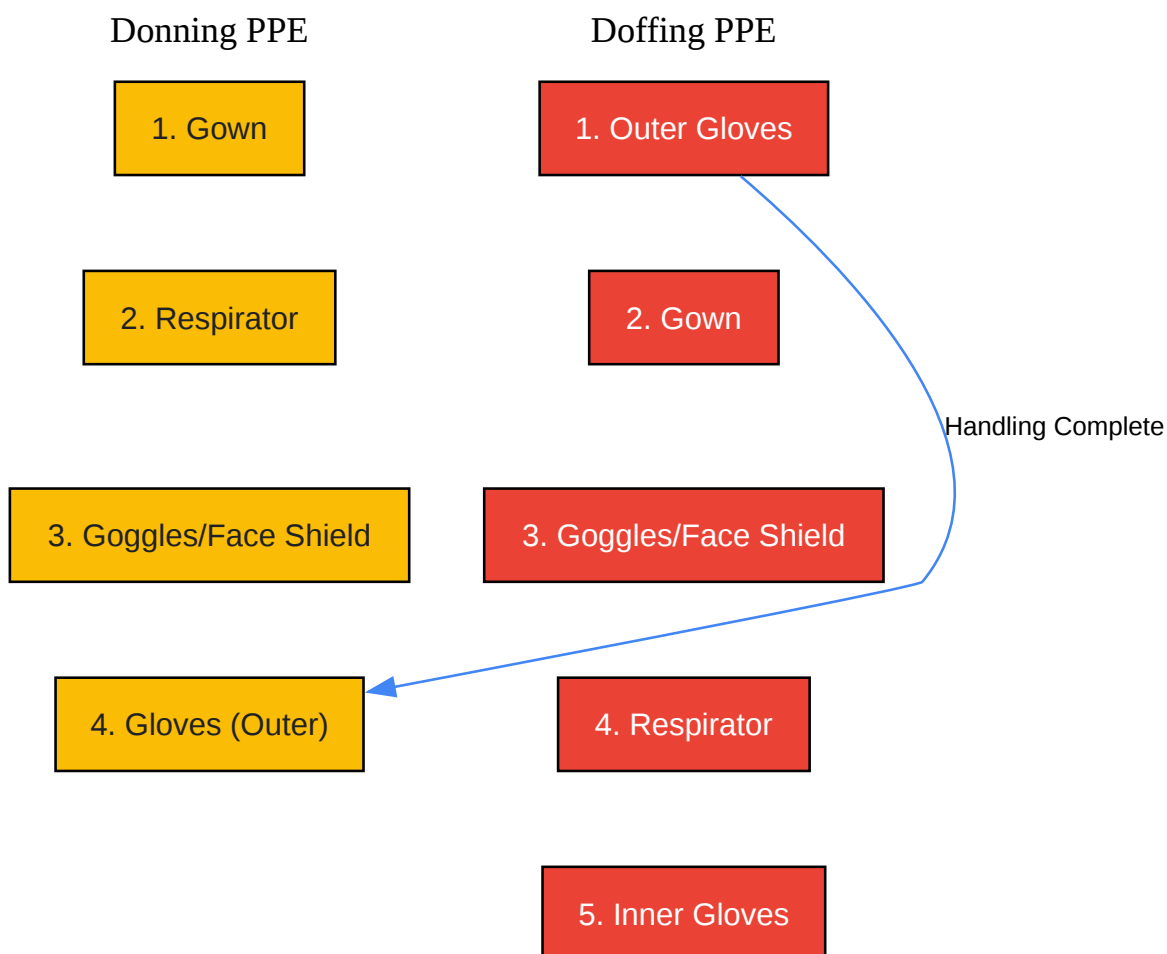 Donning PPE
Doffing PPE
1. Gown
1. Outer Gloves
2. Respirator
2. Gown
Handling Complete
3. Goggles/Face Shield
3. Goggles/Face Shield
4. Gloves (Outer)
4. Respirator
5. Inner Gloves